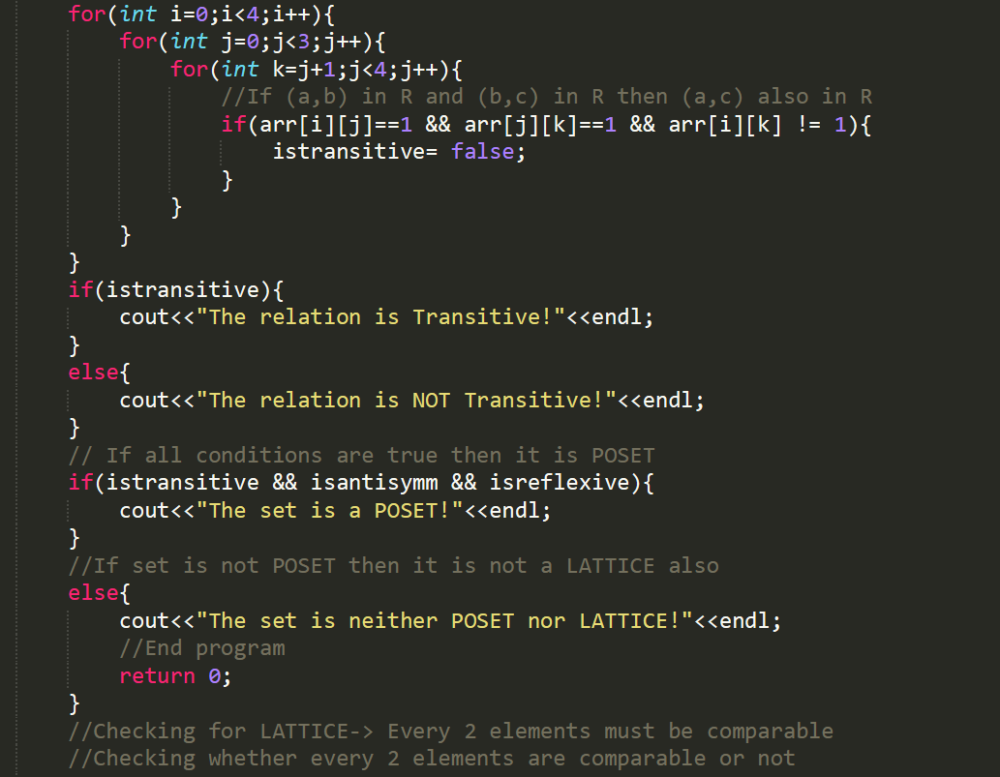 for(int i=0;i<4;i++){
for(int j=0;j<3;j++){
for(int k=j+1;j<4;j++){
//If (a,b) in R and (b,c) in R then (a,c) also in R
if(arr[i][j]==1 && arr[j][k]==1 && arr[i][k] != 1){
istransitive= false;
}
}
}
}
if(istransitive){
cout<<"The relation is Transitive!"<<endl;
}
else{
cout<<"The relation is NOT Transitive!"<<endl;
}
// If all conditions are true then it is POSET
if(istransitive && isantisymm && isreflexive){
cout<<"The set is a POSET!"<<endl;
}
//If set is not POSET then it is not a LATTICE also
else{
cout<<"The set is neither POSET nor LATTICE!"<<endl;
//End program
return 0;
}
//Checking for LATTICE-> Every 2 elements must be comparable
//Checking whether every 2 elements are comparable or not